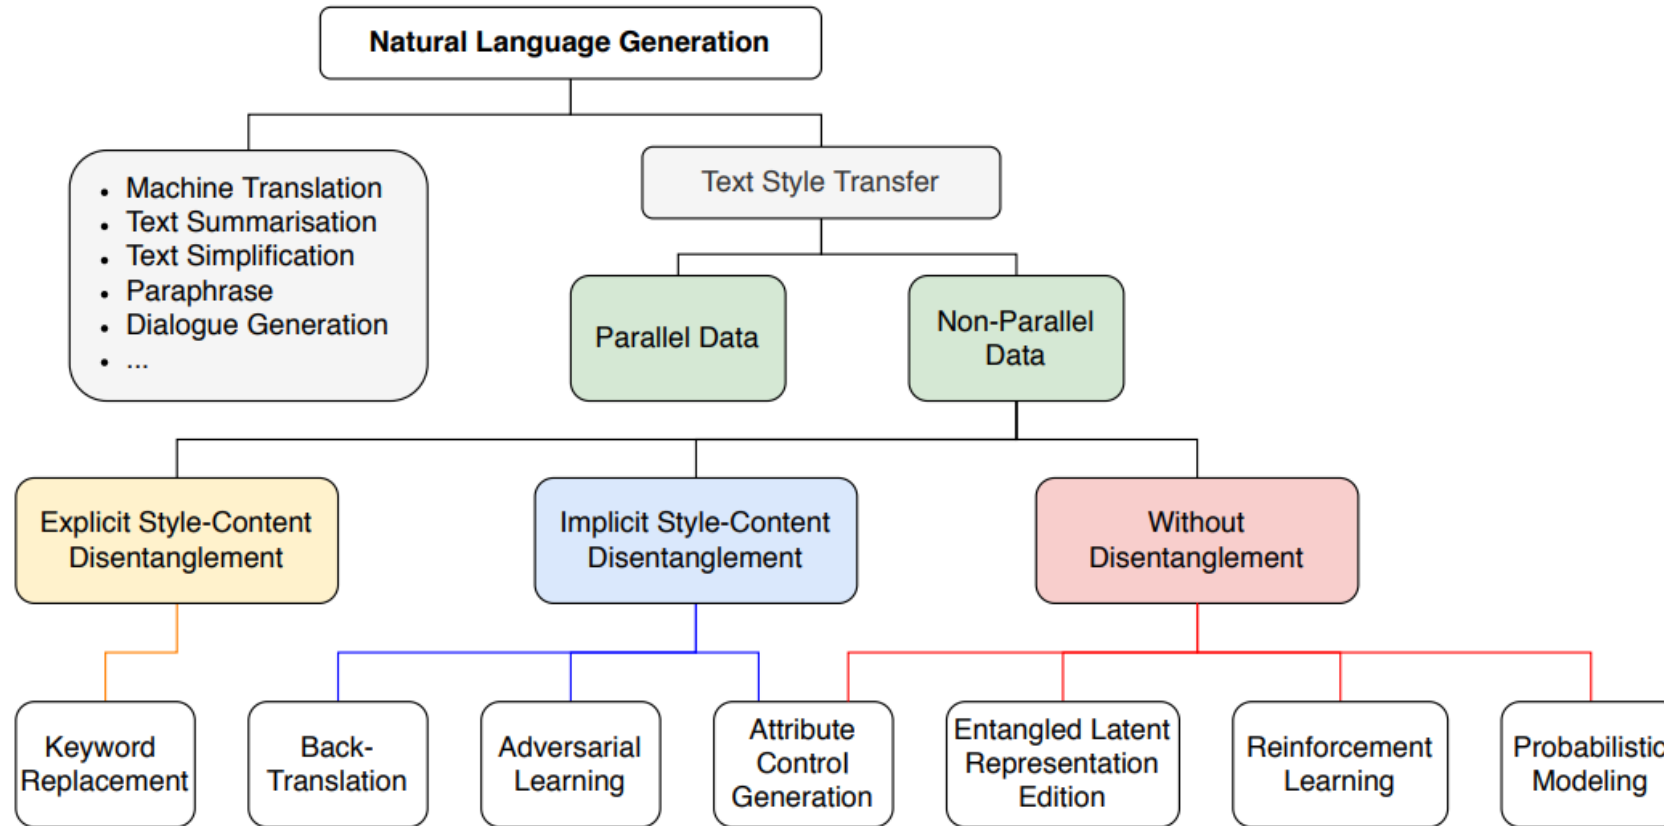 Natural Language Generation
• Machine Translation
• Text Summarisation
• Text Simplification
• Paraphrase
• Dialogue Generation
• ...
Text Style Transfer
Parallel Data
Non-Parallel
Data
Explicit Style-Content
Disentanglement
Implicit Style-Content
Disentanglement
Without
Disentanglement
Keyword
Replacement
Back-
Translation
Adversarial
Learning
Attribute
Control
Generation
Entangled Latent
Representation
Edition
Reinforcement
Learning
Probabilistic
Modeling